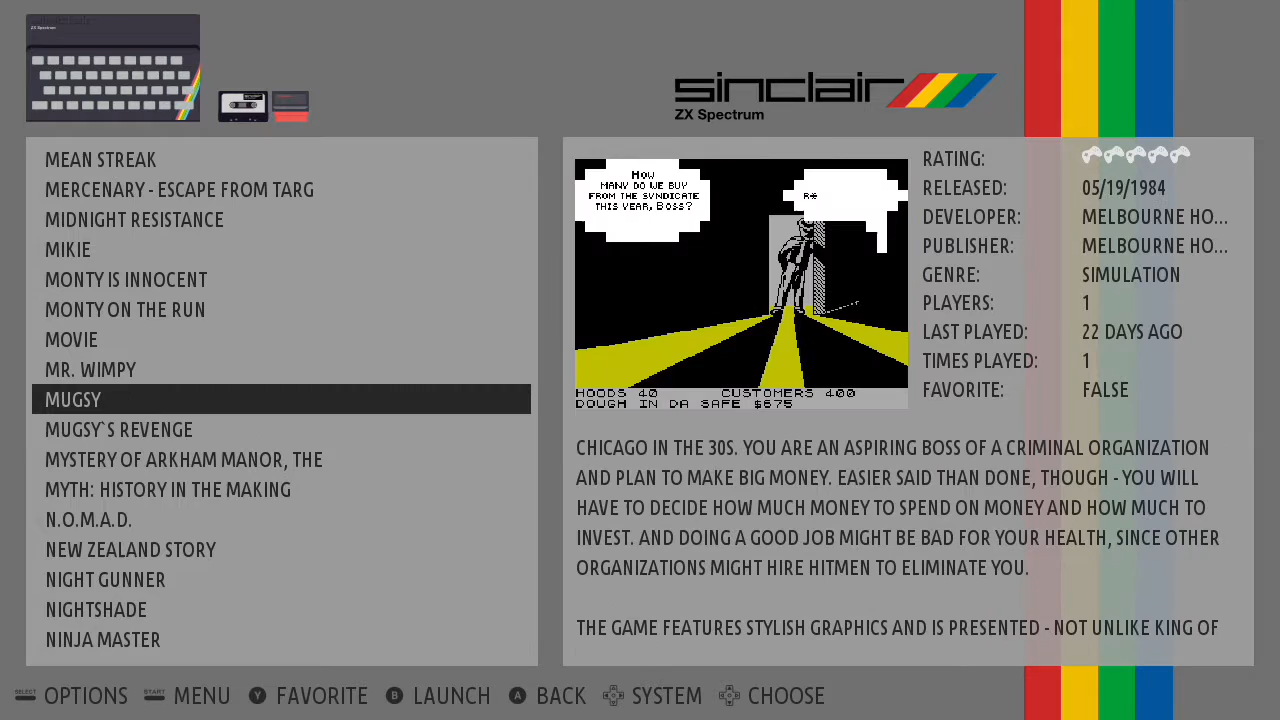 ZX Spectrum
sinclair
ZX Spectrum
MEAN STREAK
MERCENARY - ESCAPE FROM TARG
MIDNIGHT RESISTANCE
MIKIE
MONTY IS INNOCENT
MONTY ON THE RUN
MOVIE
MR. WIMPY
MUGSY
MUGSY`S REVENGE
MYSTERY OF ARKHAM MANOR, THE
MYTH: HISTORY IN THE MAKING
N.O.M.A.D.
NEW ZEALAND STORY
NIGHT GUNNER
NIGHTSHADE
NINJA MASTER
HOW
MANY DO WE BUY
FROM THE SYNDICATE
THIS YEAR, BOSS?
R*
HOODS 40 CUSTOMERS 400
DOUGH IN DA SAFE $675
RATING:
RELEASED: 05/19/1984
DEVELOPER: MELBOURNE HO...
PUBLISHER: MELBOURNE HO...
GENRE: SIMULATION
PLAYERS: 1
LAST PLAYED: 22 DAYS AGO
TIMES PLAYED: 1
FAVORITE: FALSE
CHICAGO IN THE 30S. YOU ARE AN ASPIRING BOSS OF A CRIMINAL ORGANIZATION
AND PLAN TO MAKE BIG MONEY. EASIER SAID THAN DONE, THOUGH - YOU WILL
HAVE TO DECIDE HOW MUCH MONEY TO SPEND ON MONEY AND HOW MUCH TO
INVEST. AND DOING A GOOD JOB MIGHT BE BAD FOR YOUR HEALTH, SINCE OTHER
ORGANIZATIONS MIGHT HIRE HITMEN TO ELIMINATE YOU.
THE GAME FEATURES STYLISH GRAPHICS AND IS PRESENTED - NOT UNLIKE KING OF
SELECT OPTIONS START MENU Y FAVORITE B LAUNCH A BACK SYSTEM CHOOSE